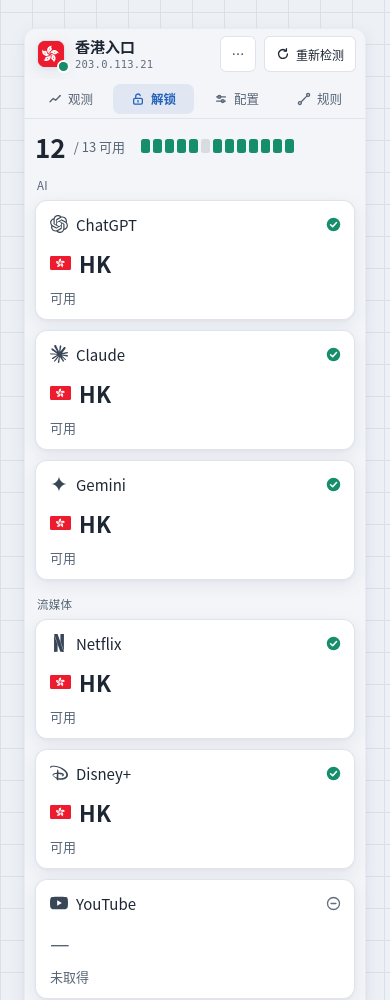 香港入口
203.0.113.21
···
重新检测
观测
解锁
配置
规则
12 / 13 可用
AI
ChatGPT
HK
可用
Claude
HK
可用
Gemini
HK
可用
流媒体
Netflix
HK
可用
Disney+
HK
可用
YouTube
—
未取得